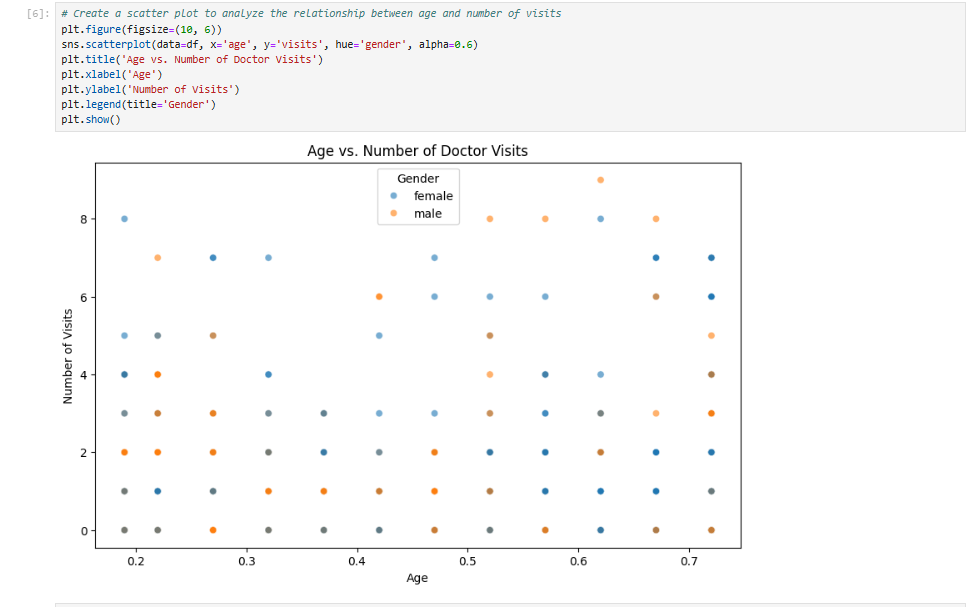 [6]: # Create a scatter plot to analyze the relationship between age and number of visits
plt.figure(figsize=(10, 6))
sns.scatterplot(data=df, x='age', y='visits', hue='gender', alpha=0.6)
plt.title('Age vs. Number of Doctor Visits')
plt.xlabel('Age')
plt.ylabel('Number of Visits')
plt.legend(title='Gender')
plt.show()
Age vs. Number of Doctor Visits
Gender
female
male
Number of Visits
8
6
4
2
0
0.2 0.3 0.4 0.5 0.6 0.7
Age